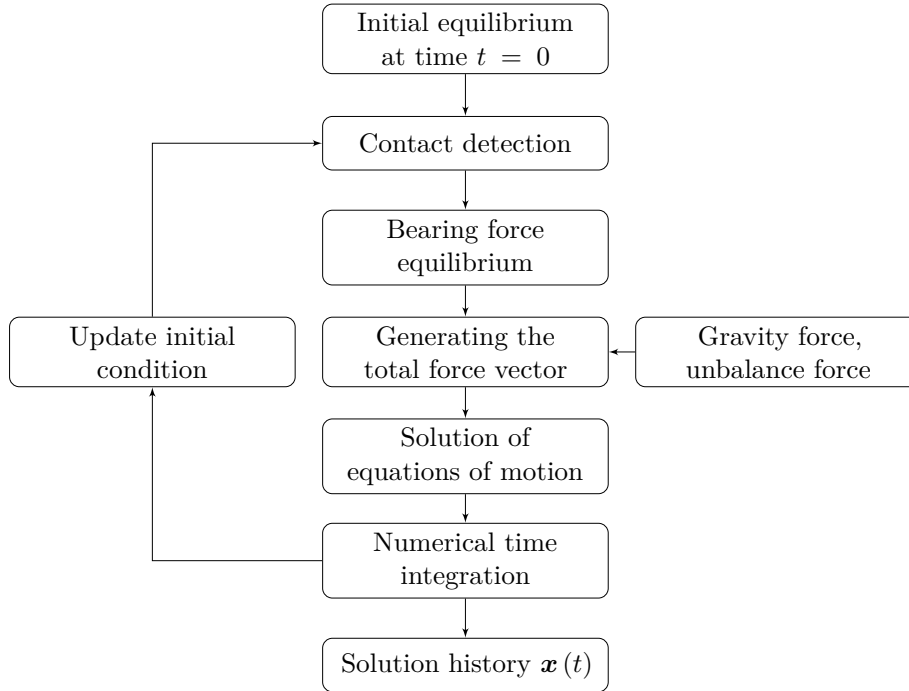 Initial equilibrium
at time t = 0
Contact detection
Bearing force
equilibrium
Update initial
condition
Generating the
total force vector
Gravity force,
unbalance force
Solution of
equations of motion
Numerical time
integration
Solution history x (t)